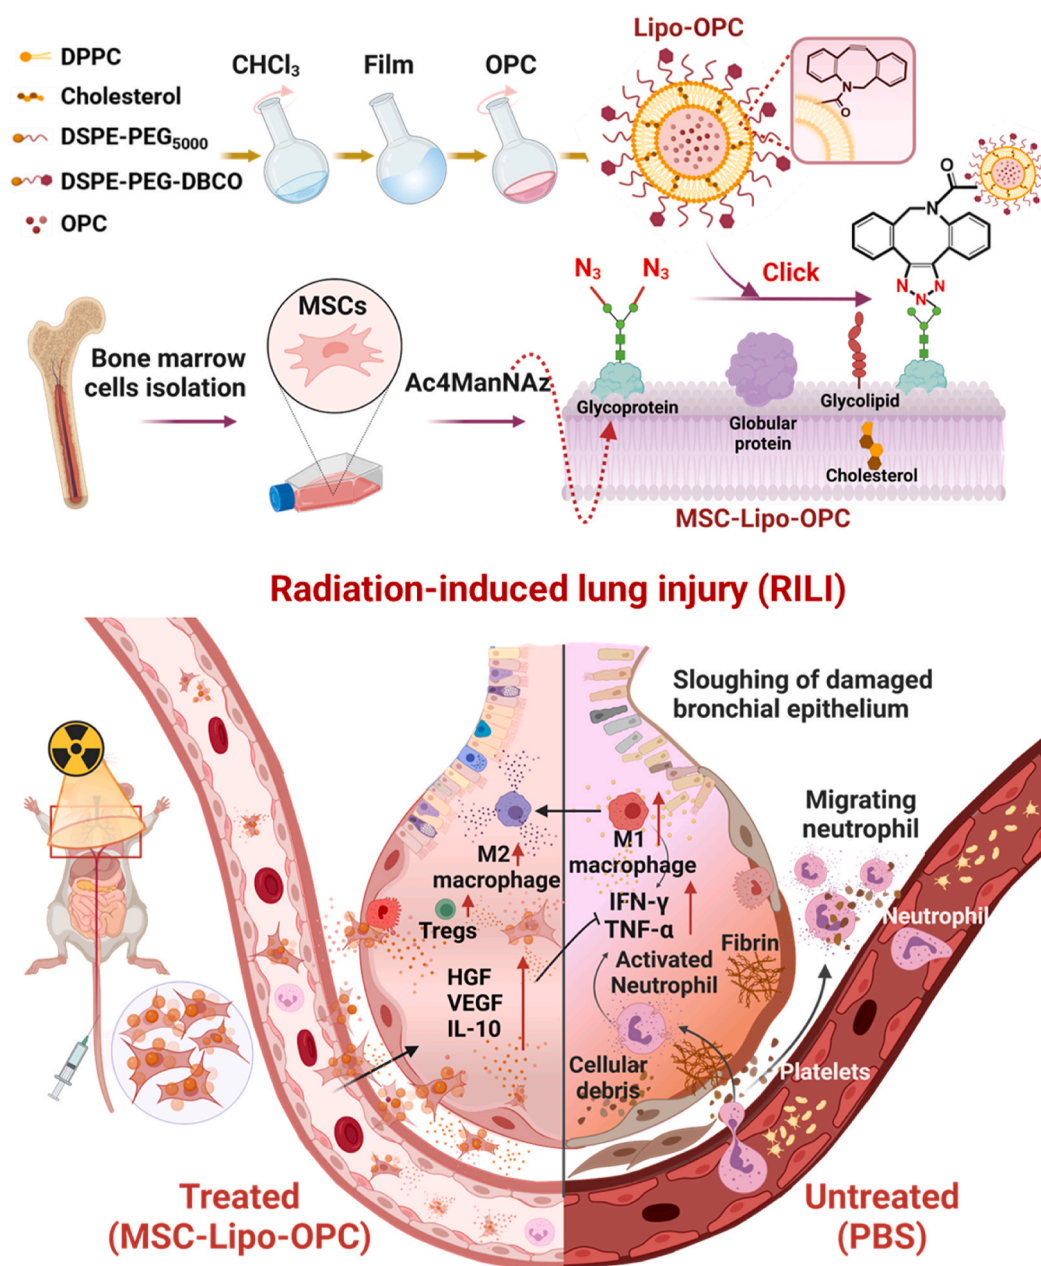 DPPC
Cholesterol
DSPE-PEG5000
DSPE-PEG-DBCO
OPC
CHCl3
Film
OPC
Lipo-OPC
N
O
O
N
N
N
N
N3
N3
Click
Bone marrow
cells isolation
MSCs
Ac4ManNAz
Glycoprotein
Globular
protein
Glycolipid
Cholesterol
MSC-Lipo-OPC
Radiation-induced lung injury (RILI)
Sloughing of damaged
bronchial epithelium
Migrating
neutrophil
M2
macrophage
Tregs
HGF
VEGF
IL-10
M1
macrophage
IFN-γ
TNF-α
Activated
Neutrophil
Fibrin
Cellular
debris
Neutrophil
Platelets
Treated
(MSC-Lipo-OPC)
Untreated
(PBS)